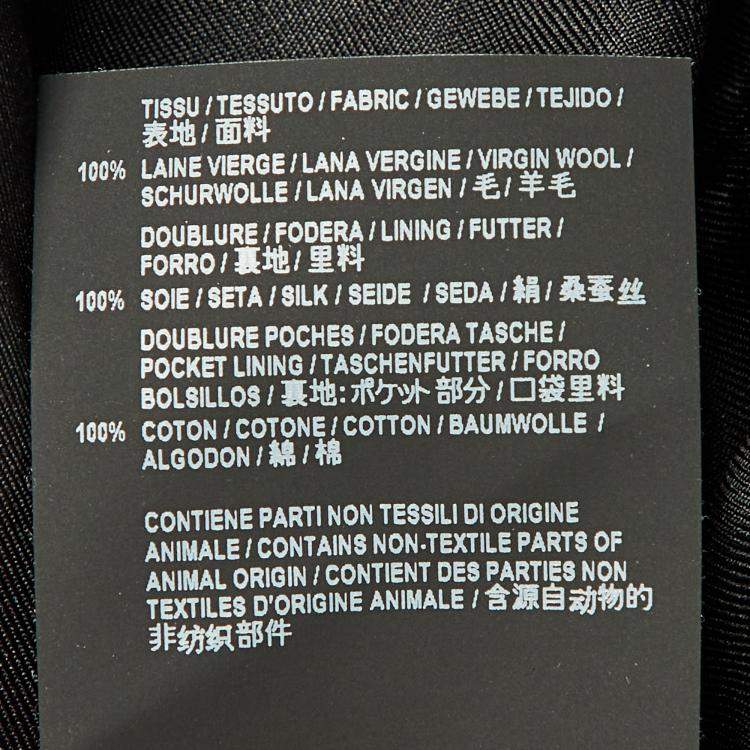 TISSU / TESSUTO / FABRIC / GEWEBE / TEJIDO /
表地 / 面料
100% LAINE VIERGE / LANA VERGINE / VIRGIN WOOL /
SCHURWOLLE / LANA VIRGEN / 毛 / 羊毛
DOUBLURE / FODERA / LINING / FUTTER /
FORRO / 裏地 / 里料
100% SOIE / SETA / SILK / SEIDE / SEDA / 絹 / 桑蚕丝
DOUBLURE POCHES / FODERA TASCHE /
POCKET LINING / TASCHENFUTTER / FORRO
BOLSILLOS / 裏地:ポケット部分 / 口袋里料
100% COTON / COTONE / COTTON / BAUMWOLLE /
ALGODON / 綿 / 棉
CONTIENE PARTI NON TESSILI DI ORIGINE
ANIMALE / CONTAINS NON-TEXTILE PARTS OF
ANIMAL ORIGIN / CONTIENT DES PARTIES NON
TEXTILES D'ORIGINE ANIMALE / 含源自动物的
非纺织部件